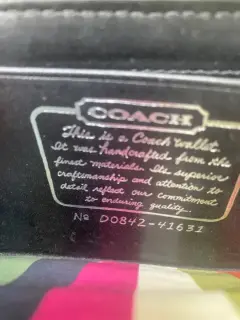 COACH
This is a Coach wallet.
It was handcrafted from the
finest materials. Its superior
craftsmanship and attention to
detail reflect our commitment
to enduring quality...
No D0842-41631